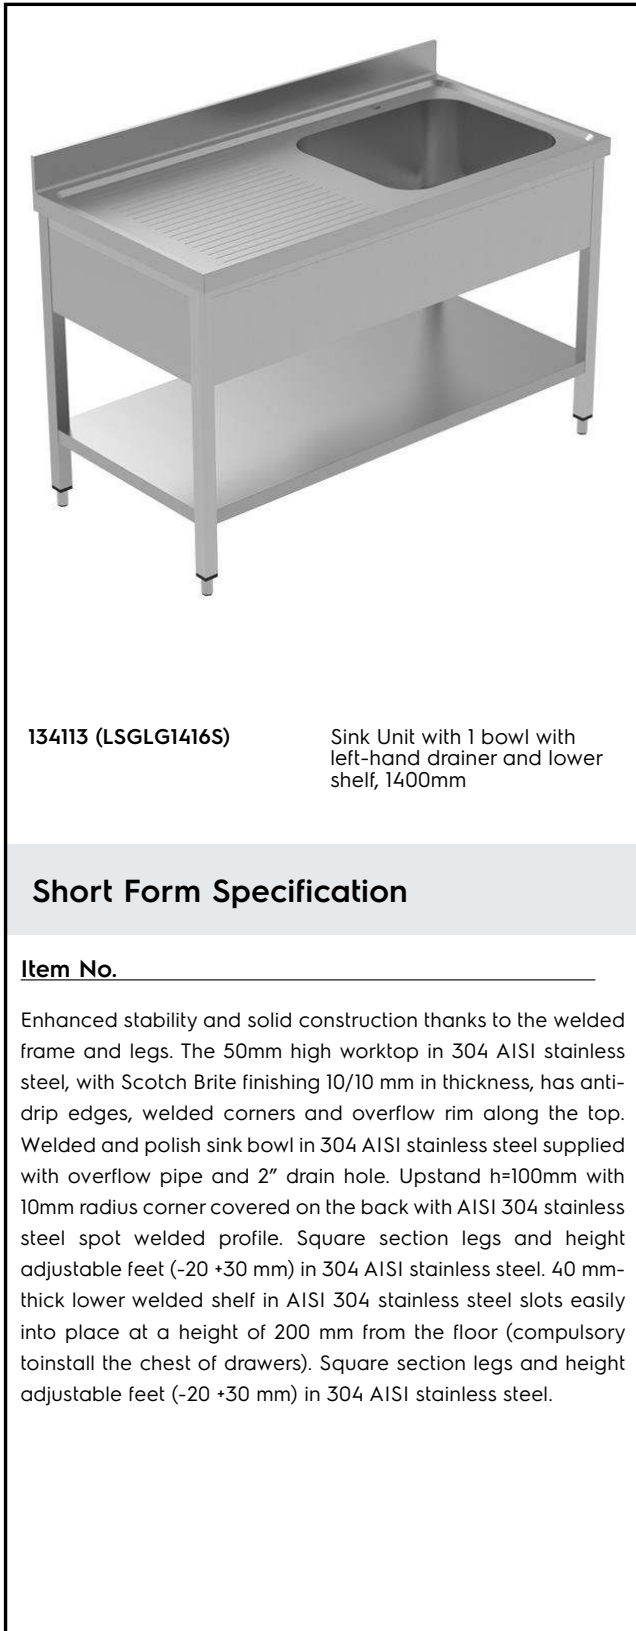 134113 (LSGLG1416S)
Sink Unit with 1 bowl with
left-hand drainer and lower
shelf, 1400mm
Short Form Specification
Item No.
Enhanced stability and solid construction thanks to the welded
frame and legs. The 50mm high worktop in 304 AISI stainless
steel, with Scotch Brite finishing 10/10 mm in thickness, has anti-
drip edges, welded corners and overflow rim along the top.
Welded and polish sink bowl in 304 AISI stainless steel supplied
with overflow pipe and 2” drain hole. Upstand h=100mm with
10mm radius corner covered on the back with AISI 304 stainless
steel spot welded profile. Square section legs and height
adjustable feet (-20 +30 mm) in 304 AISI stainless steel. 40 mm-
thick lower welded shelf in AISI 304 stainless steel slots easily
into place at a height of 200 mm from the floor (compulsory
toinstall the chest of drawers). Square section legs and height
adjustable feet (-20 +30 mm) in 304 AISI stainless steel.